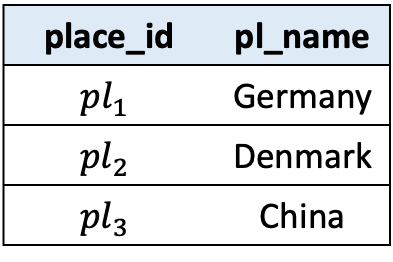 place_id pl_name
pl₁ Germany
pl₂ Denmark
pl₃ China